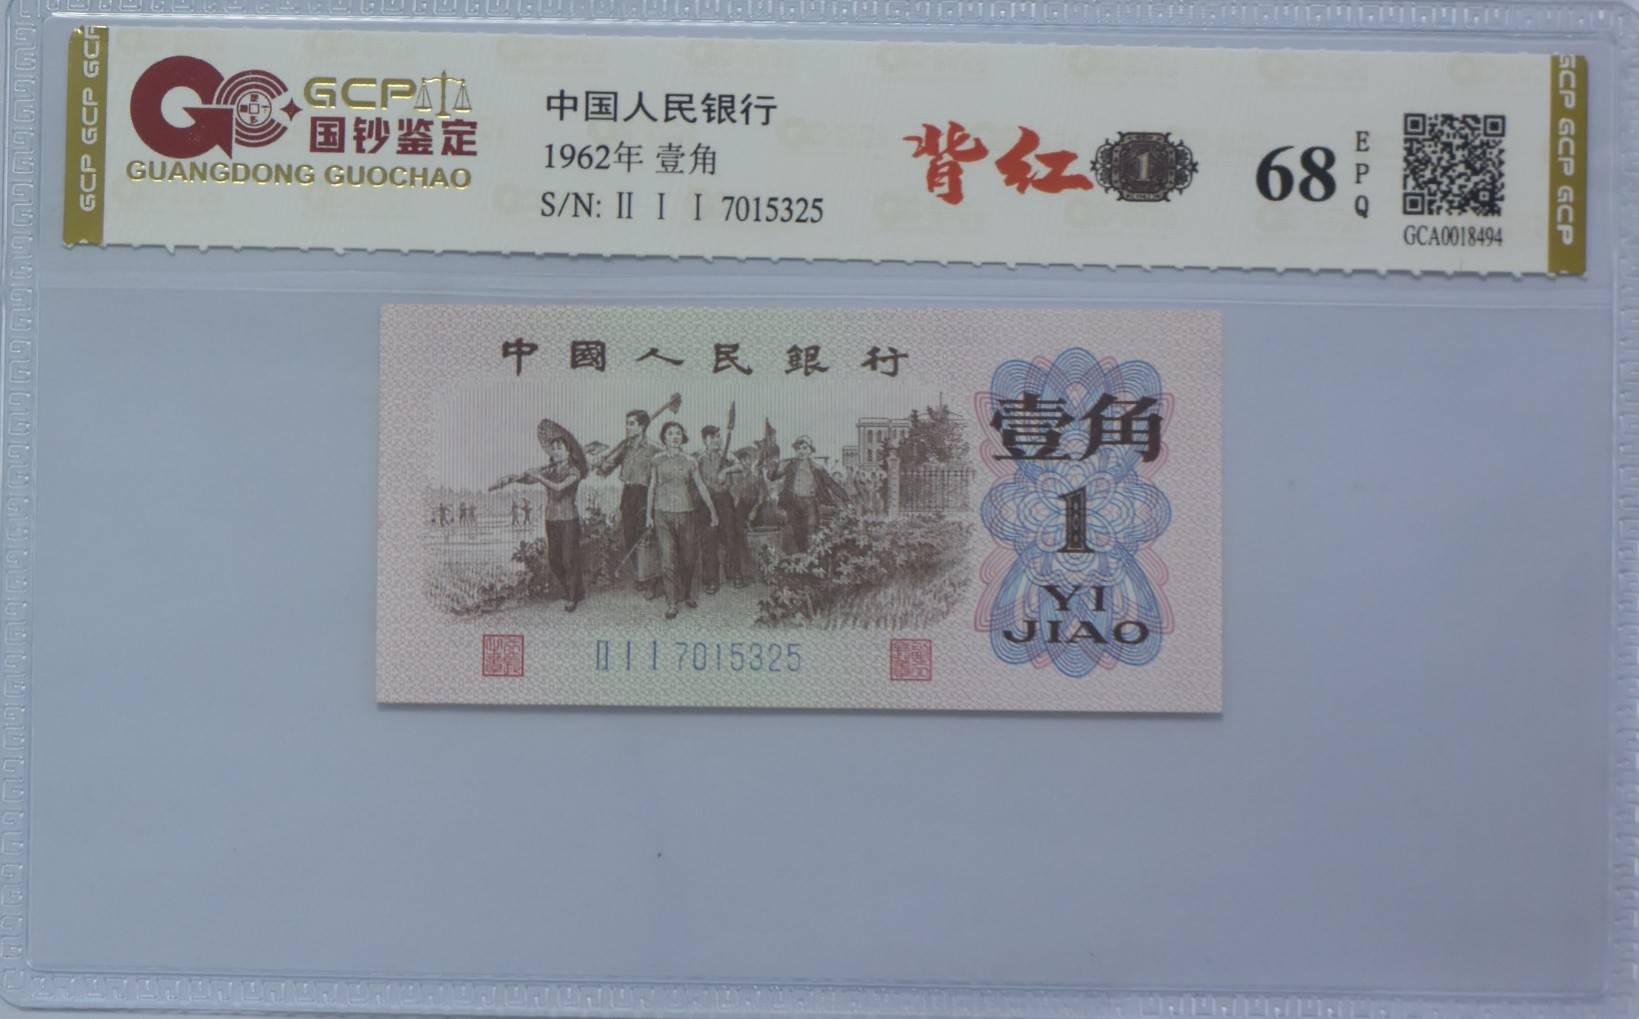 GCP GCP GCP
GCP
国钞鉴定
GUANGDONG GUOCHAO
中国人民银行
1962年 壹角
S/N: Ⅱ Ⅰ Ⅰ 7015325
背红
1
68
EPQ
GCA0018494
GCP GCP GCP
中國人民銀行
壹角
1
YI
JIAO
Ⅱ Ⅰ Ⅰ 7015325